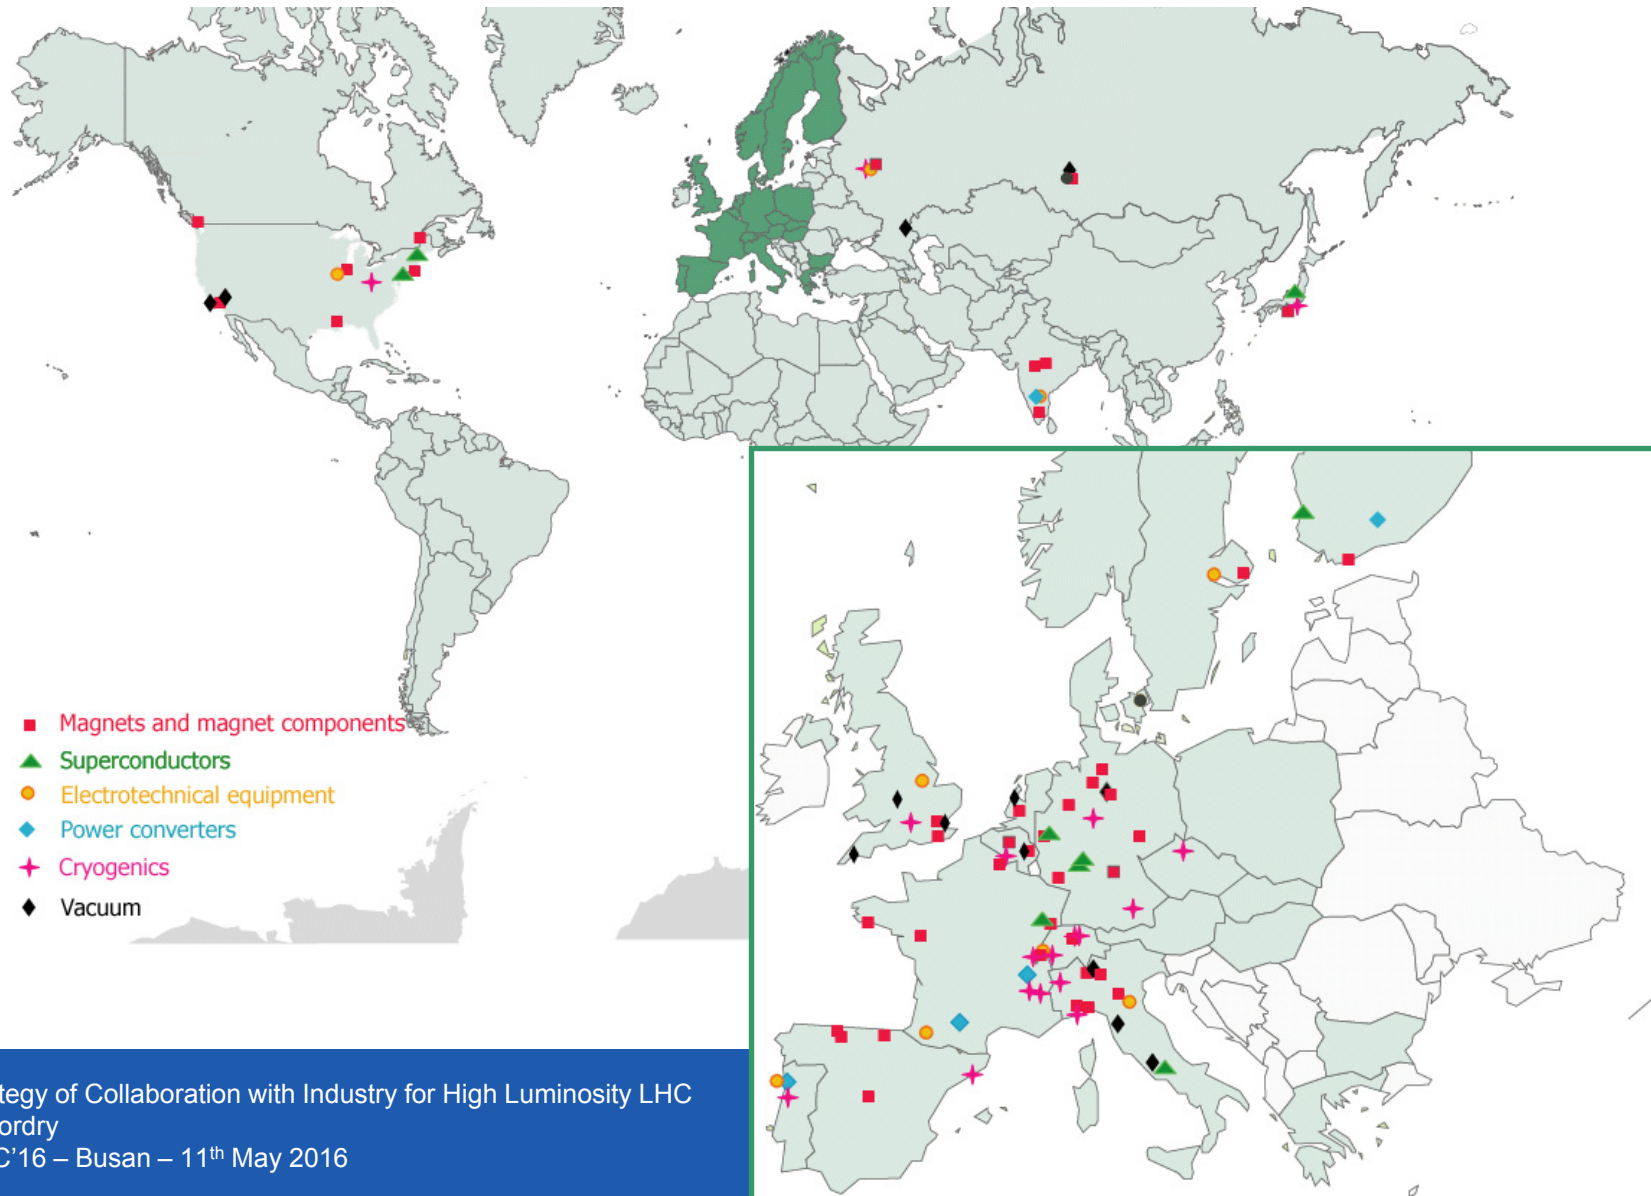 Magnets and magnet components
Superconductors
Electrotechnical equipment
Power converters
Cryogenics
Vacuum
tegy of Collaboration with Industry for High Luminosity LHC
ordry
C'16 – Busan – 11th May 2016